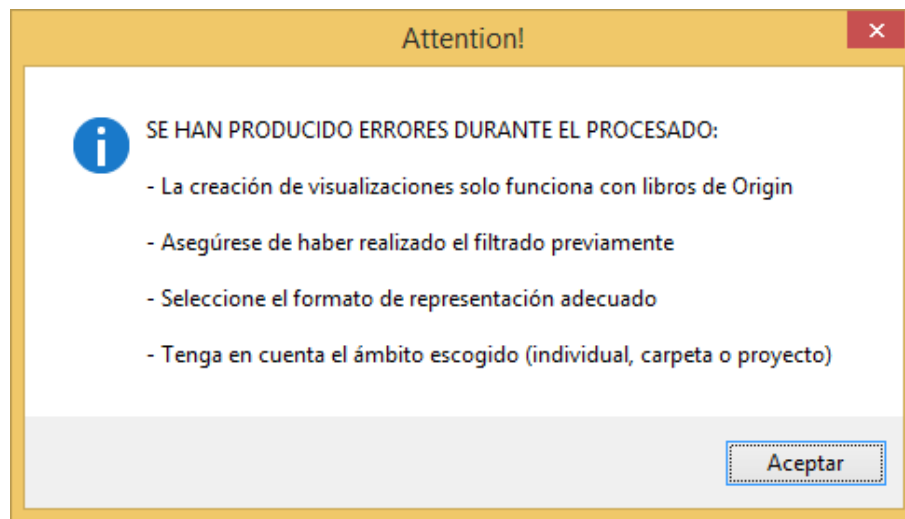 Attention!
SE HAN PRODUCIDO ERRORES DURANTE EL PROCESADO:
- La creación de visualizaciones solo funciona con libros de Origin
- Asegúrese de haber realizado el filtrado previamente
- Seleccione el formato de representación adecuado
- Tenga en cuenta el ámbito escogido (individual, carpeta o proyecto)
Aceptar